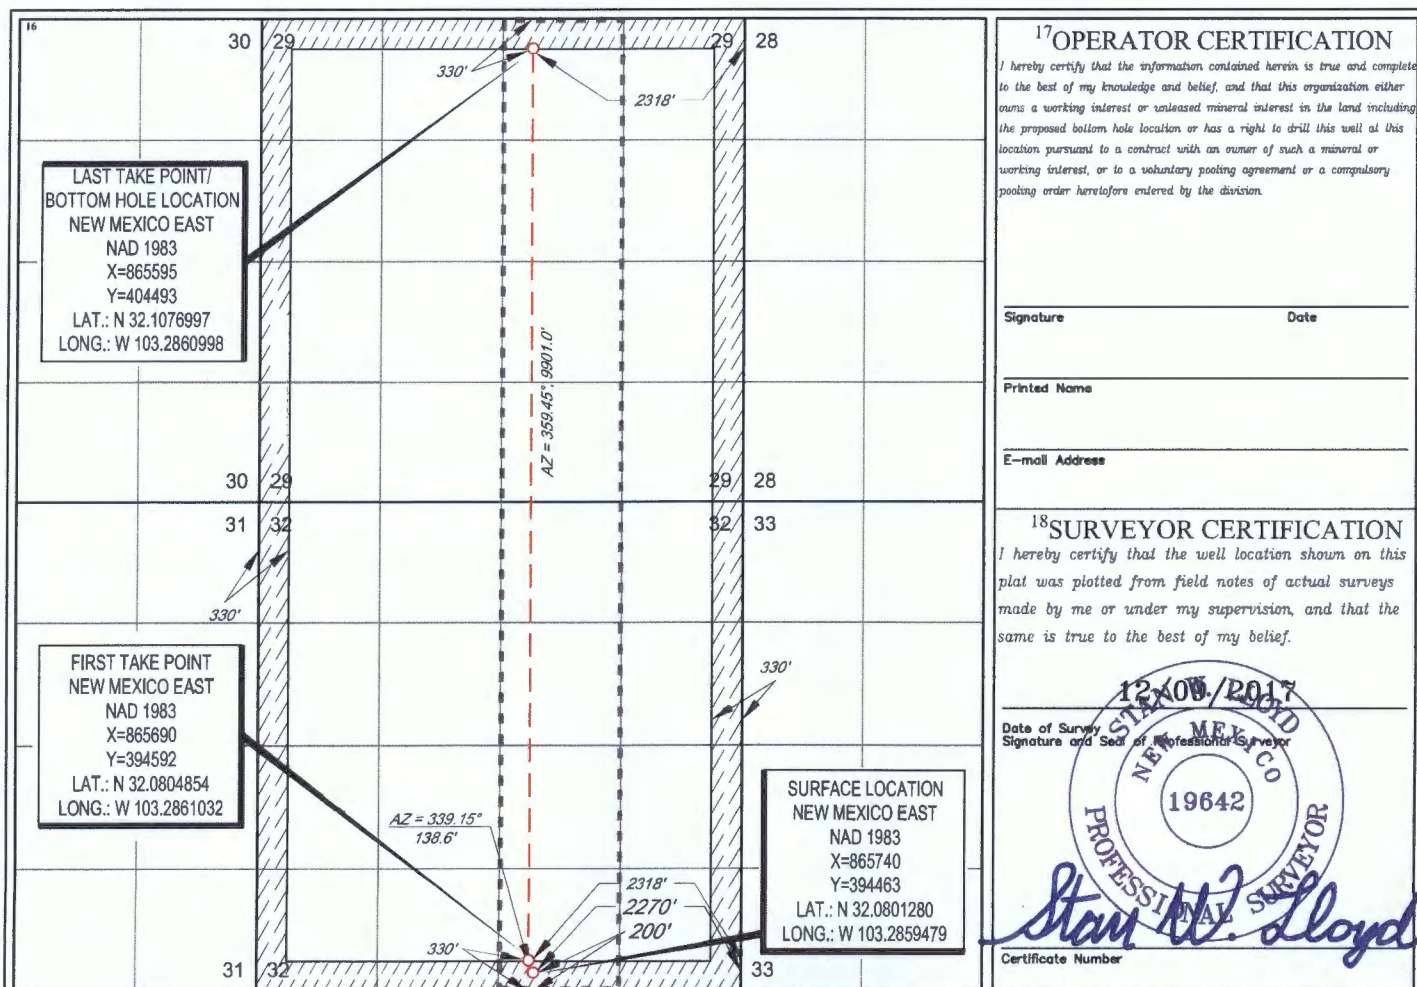 16
30
29
29
28
330'
2318'
LAST TAKE POINT/
BOTTOM HOLE LOCATION
NEW MEXICO EAST
NAD 1983
X=865595
Y=404493
LAT.: N 32.1076997
LONG.: W 103.2860998
AZ = 359.45°, 9901.0'
30
29
29
28
31
32
32
33
330'
330'
FIRST TAKE POINT
NEW MEXICO EAST
NAD 1983
X=865690
Y=394592
LAT.: N 32.0804854
LONG.: W 103.2861032
AZ = 339.15°
138.6'
SURFACE LOCATION
NEW MEXICO EAST
NAD 1983
X=865740
Y=394463
LAT.: N 32.0801280
LONG.: W 103.2859479
2318'
2270'
200'
330'
31
32
33
17 OPERATOR CERTIFICATION
I hereby certify that the information contained herein is true and complete
to the best of my knowledge and belief, and that this organization either
owns a working interest or unleased mineral interest in the land including
the proposed bottom hole location or has a right to drill this well at this
location pursuant to a contract with an owner of such a mineral or
working interest, or to a voluntary pooling agreement or a compulsory
pooling order heretofore entered by the division.
Signature Date
Printed Name
E-mail Address
18 SURVEYOR CERTIFICATION
I hereby certify that the well location shown on this
plat was plotted from field notes of actual surveys
made by me or under my supervision, and that the
same is true to the best of my belief.
Date of Survey
Signature and Seal of Professional Surveyor
STAN W. LLOYD
NEW MEXICO
19642
PROFESSIONAL SURVEYOR
Stan W. Lloyd
Certificate Number